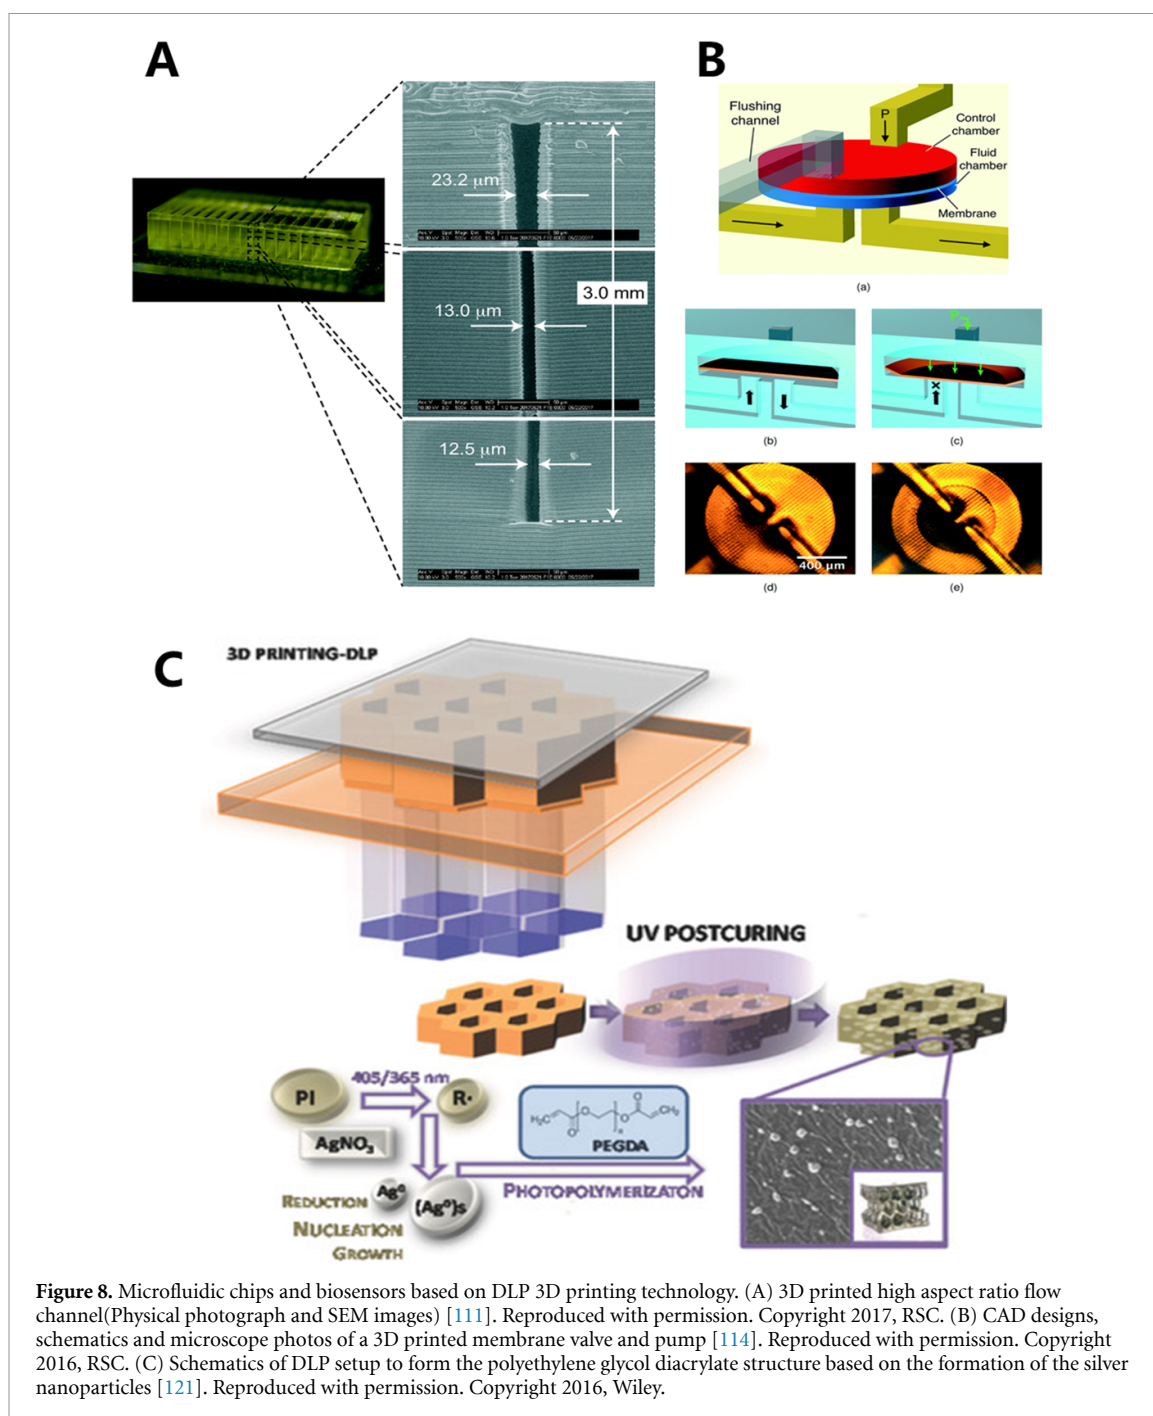 A
23.2 μm
13.0 μm
3.0 mm
12.5 μm
B
Flushing
channel
P
Control
chamber
Fluid
chamber
Membrane
(a)
P
(b)
(c)
400 μm
(d)
(e)
C
3D PRINTING-DLP
UV POSTCURING
405/365 nm
PI
R·
AgNO3
H2C
O
O
n
O
O
CH2
PEGDA
REDUCTION
Ag0
(Ag0)s
PHOTOPOLYMERIZATON
NUCLEATION
GROWTH
Figure 8. Microfluidic chips and biosensors based on DLP 3D printing technology. (A) 3D printed high aspect ratio flow
channel(Physical photograph and SEM images) [111]. Reproduced with permission. Copyright 2017, RSC. (B) CAD designs,
schematics and microscope photos of a 3D printed membrane valve and pump [114]. Reproduced with permission. Copyright
2016, RSC. (C) Schematics of DLP setup to form the polyethylene glycol diacrylate structure based on the formation of the silver
nanoparticles [121]. Reproduced with permission. Copyright 2016, Wiley.